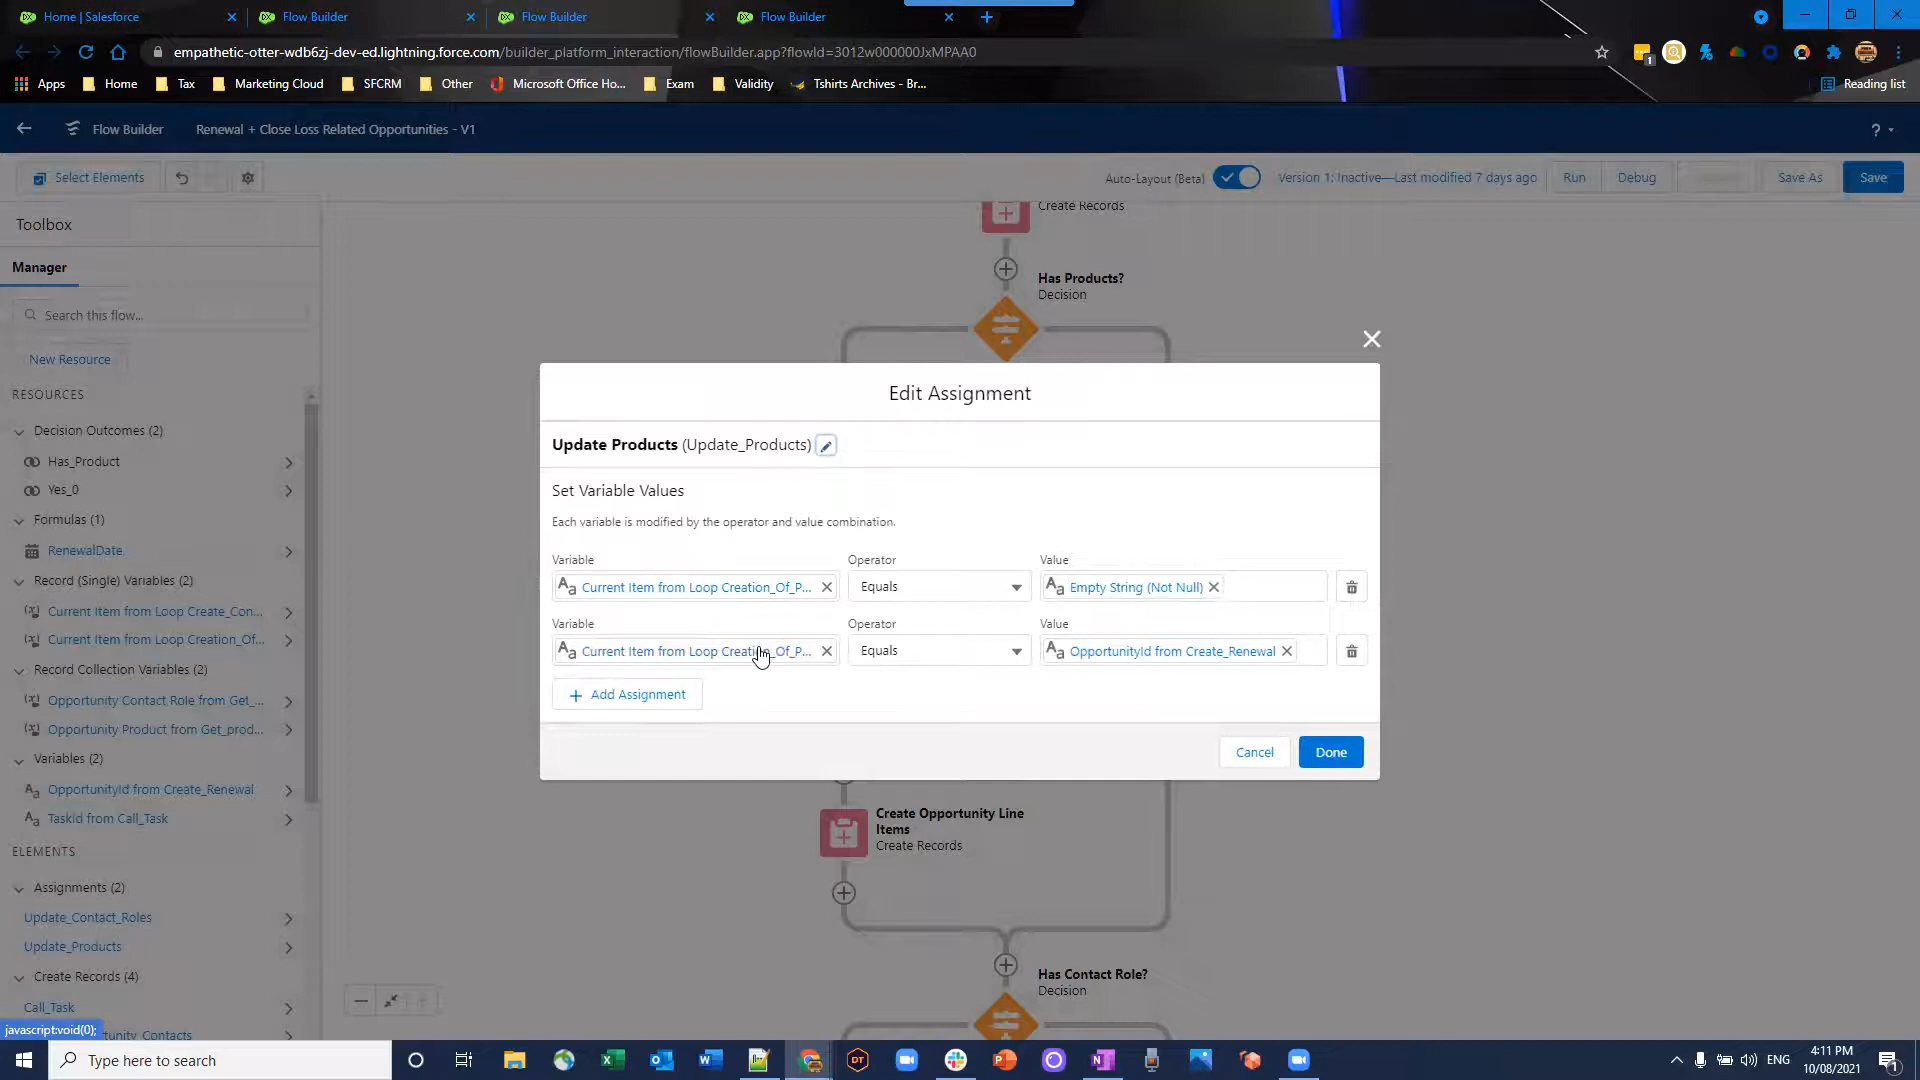 Home | Salesforce
Flow Builder
Flow Builder
Flow Builder
empathetic-otter-wdb6zj-dev-ed.lightning.force.com/builder_platform_interaction/flowBuilder.app?flowId=3012w000000JxMPAA0
Apps
Home
Tax
Marketing Cloud
SFCRM
Other
Microsoft Office Ho...
Exam
Validity
Tshirts Archives - Br...
Reading list
Flow Builder
Renewal + Close Loss Related Opportunities - V1
?
Select Elements
Auto-Layout (Beta)
Version 1: Inactive—Last modified 7 days ago
Run
Debug
Save As
Save
Toolbox
Manager
Search this flow...
New Resource
RESOURCES
Decision Outcomes (2)
Has_Product
Yes_0
Formulas (1)
RenewalDate
Record (Single) Variables (2)
Current Item from Loop Create_Con...
Current Item from Loop Creation_Of...
Record Collection Variables (2)
Opportunity Contact Role from Get_...
Opportunity Product from Get_prod...
Variables (2)
OpportunityId from Create_Renewal
TaskId from Call_Task
ELEMENTS
Assignments (2)
Update_Contact_Roles
Update_Products
Create Records (4)
Call_Task
javascript:void(0);
Create Records
Has Products?
Decision
Edit Assignment
Update Products (Update_Products)
Set Variable Values
Each variable is modified by the operator and value combination.
Variable
Operator
Value
Current Item from Loop Creation_Of_P...
Equals
Empty String (Not Null)
Variable
Operator
Value
Current Item from Loop Creation_Of_P...
Equals
OpportunityId from Create_Renewal
Add Assignment
Cancel
Done
Create Opportunity Line
Items
Create Records
Has Contact Role?
Decision
Type here to search
ENG
4:11 PM
10/08/2021